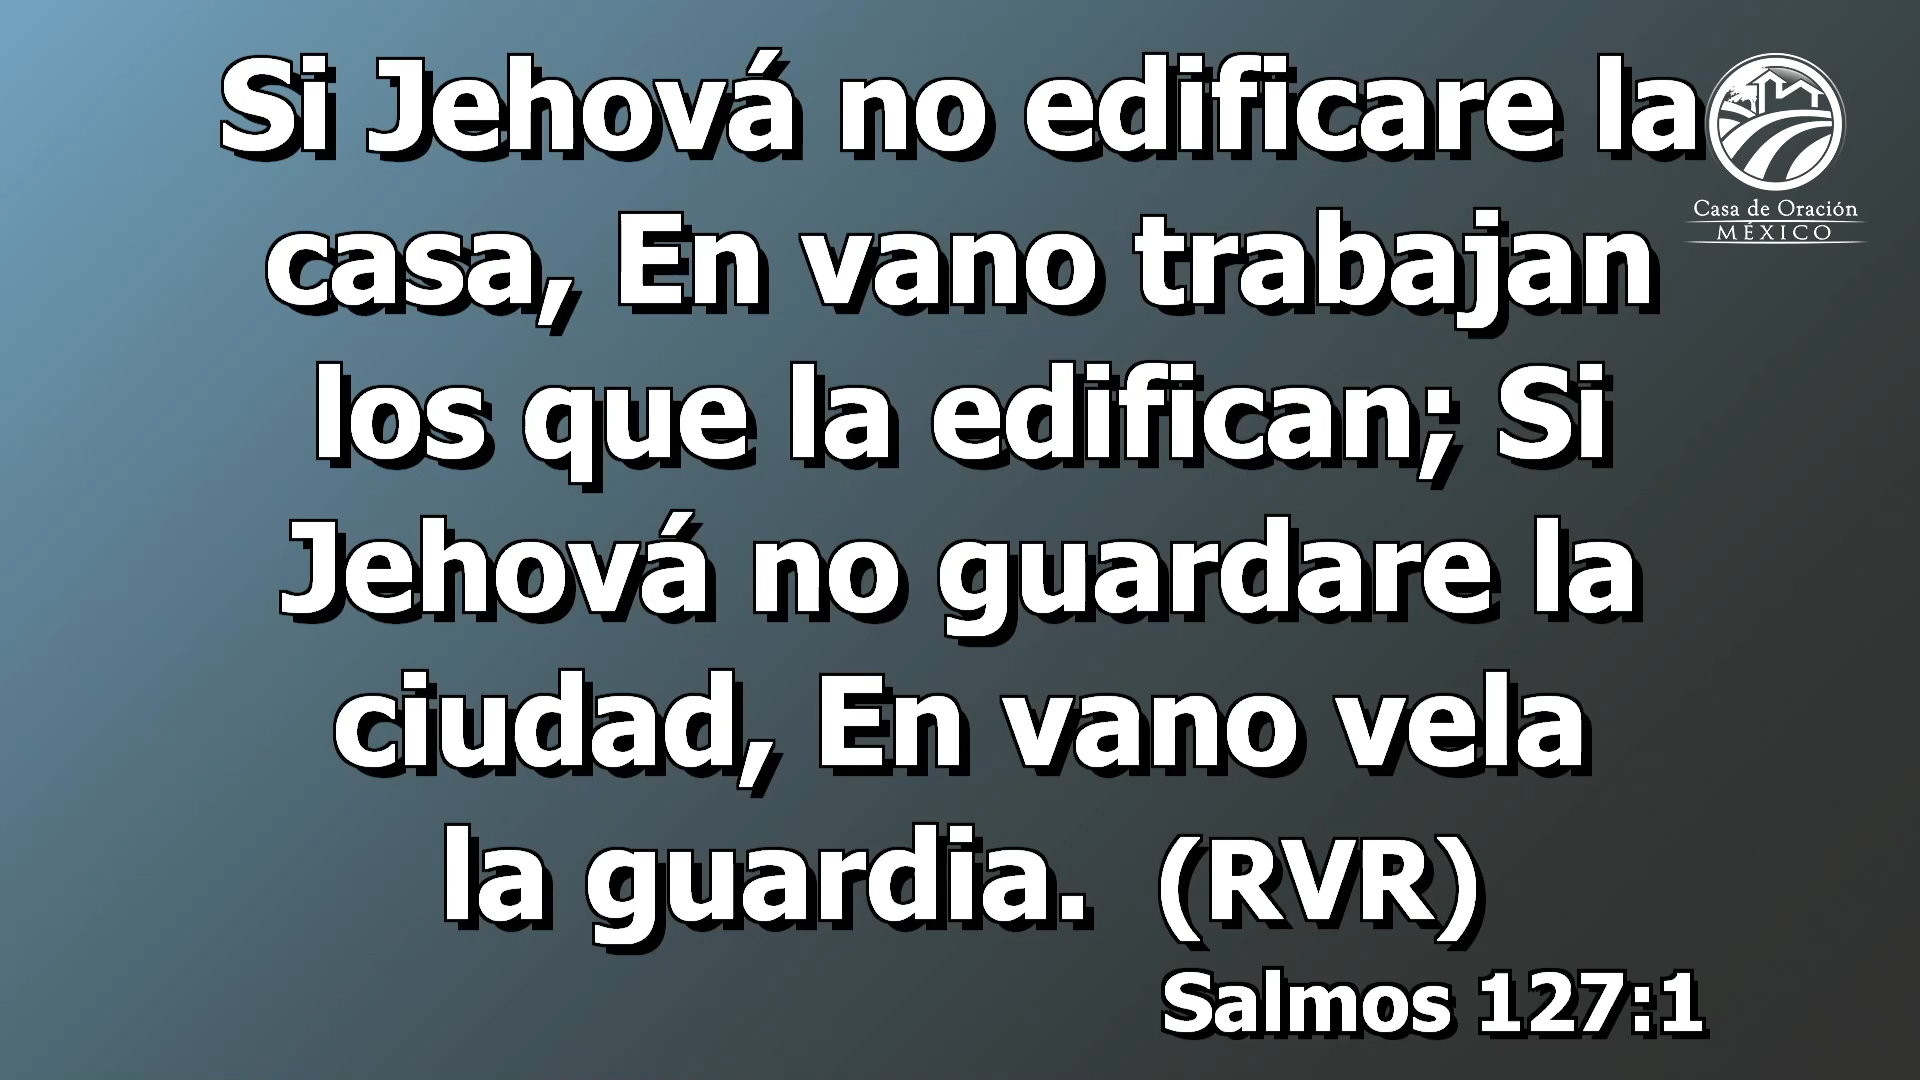 Si Jehová no edificare la
casa, En vano trabajan
los que la edifican; Si
Jehová no guardare la
ciudad, En vano vela
la guardia. (RVR)
Salmos 127:1
Casa de Oración
MÉXICO